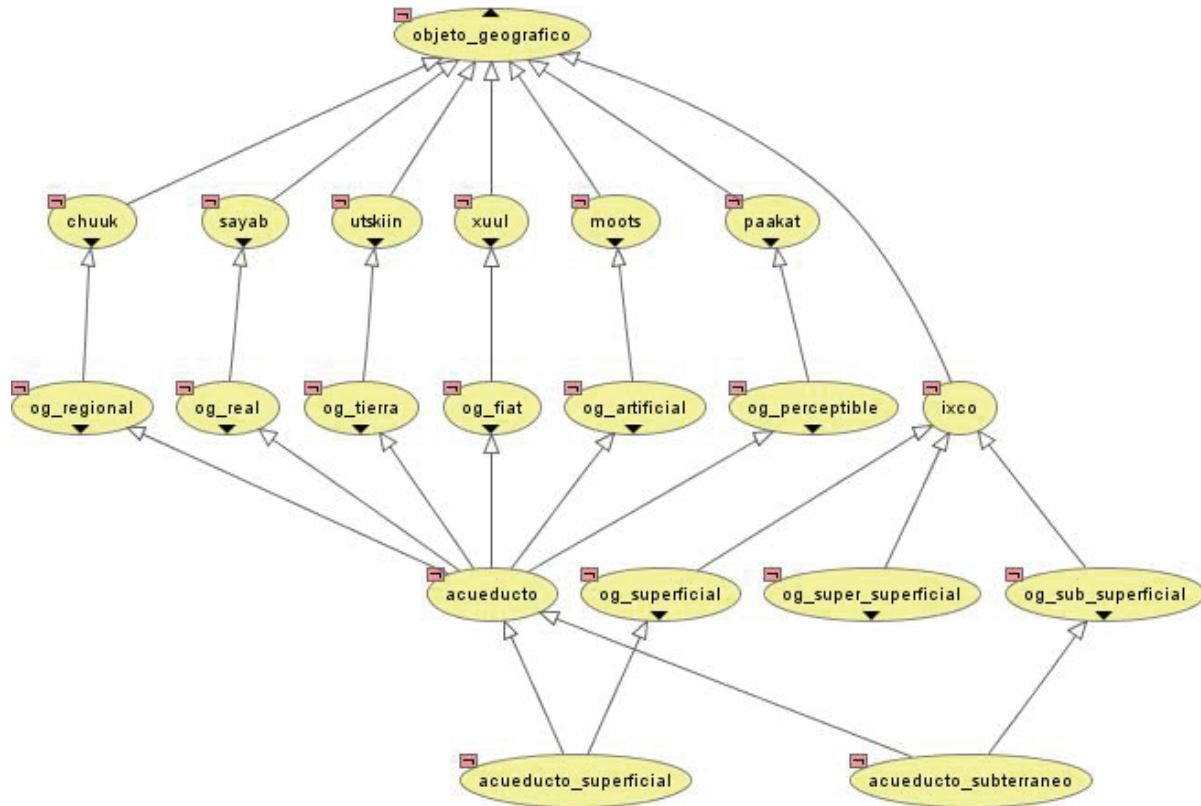 objeto_geografico
chuuk
sayab
utskiin
xuul
moots
paakat
og_regional
og_real
og_tierra
og_fiat
og_artificial
og_perceptible
ixco
acueducto
og_superficial
og_super_superficial
og_sub_superficial
acueducto_superficial
acueducto_subterraneo